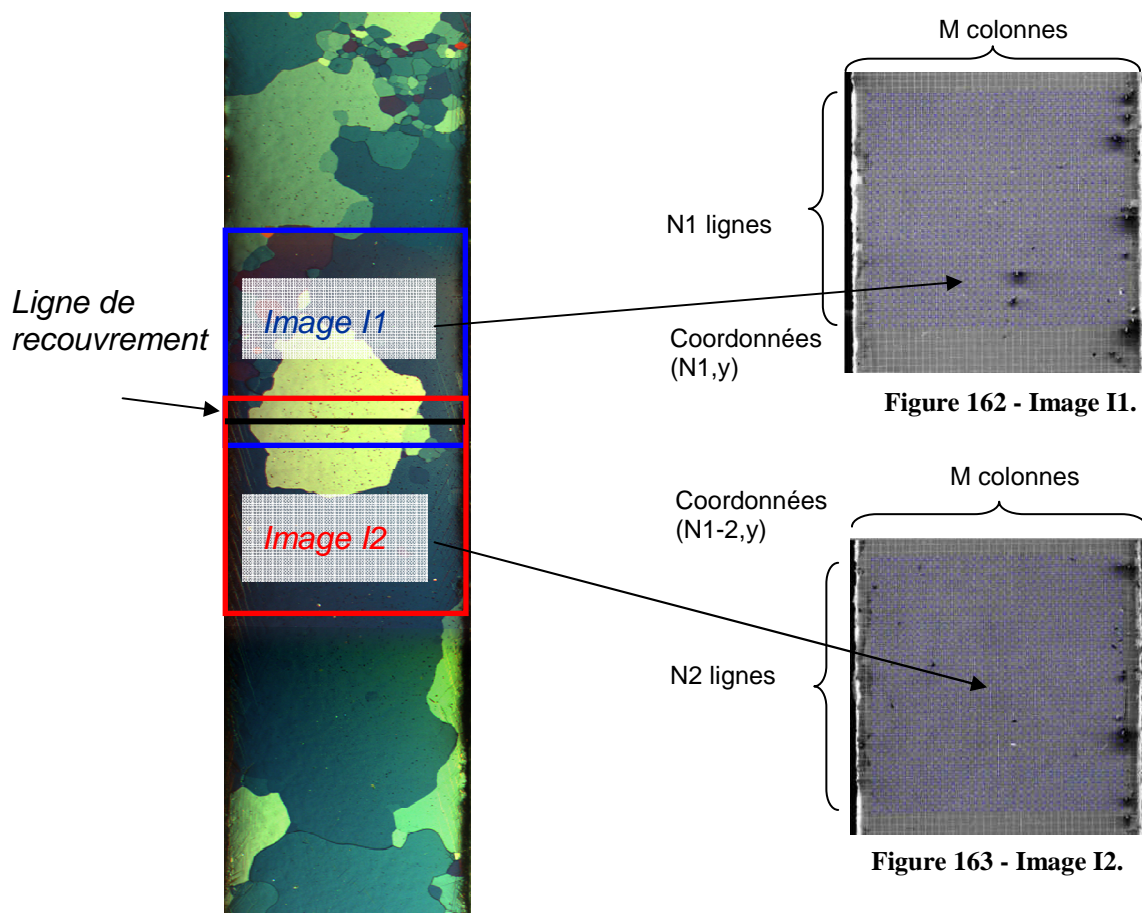 M colonnes
N1 lignes
Image I1
Ligne de
recouvrement
Coordonnées
(N1,y)
Figure 162 - Image I1.
M colonnes
Coordonnées
(N1-2,y)
Image I2
N2 lignes
Figure 163 - Image I2.